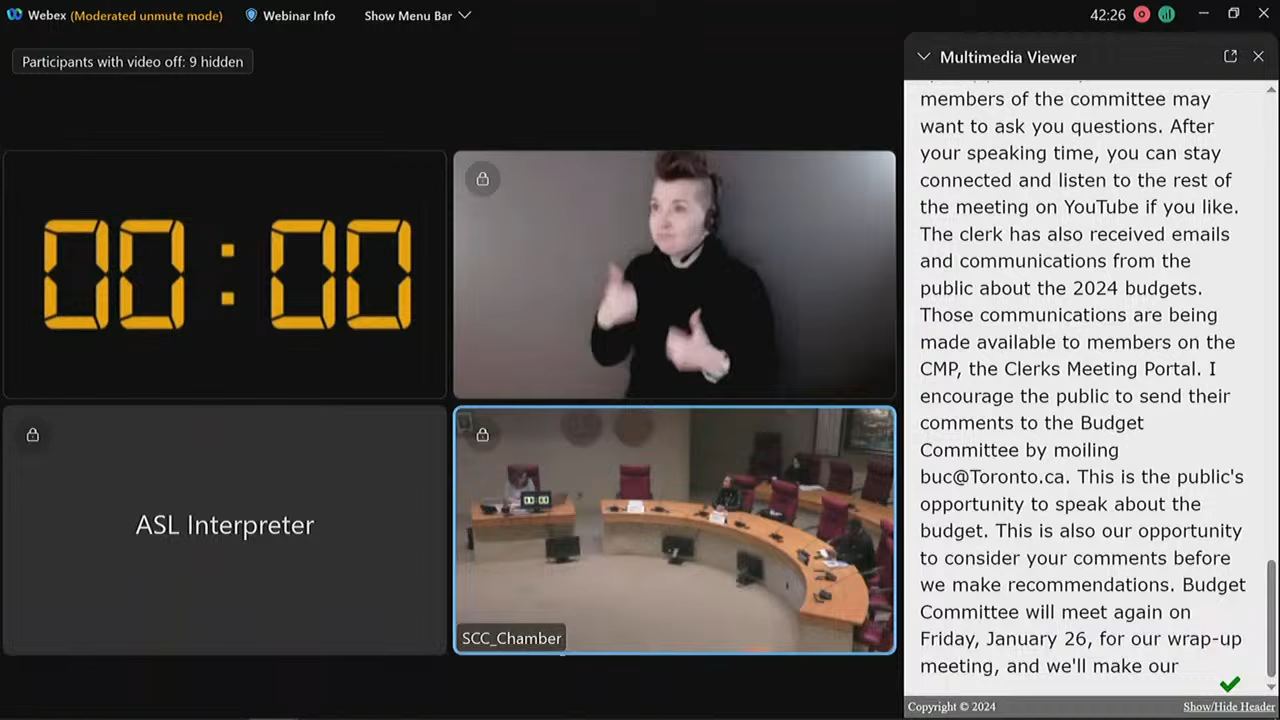 Webex (Moderated unmute mode) Webinar Info Show Menu Bar 42:26
Participants with video off: 9 hidden
00:00
ASL Interpreter
00:00
SCC_Chamber
Multimedia Viewer
members of the committee may
want to ask you questions. After
your speaking time, you can stay
connected and listen to the rest of
the meeting on YouTube if you like.
The clerk has also received emails
and communications from the
public about the 2024 budgets.
Those communications are being
made available to members on the
CMP, the Clerks Meeting Portal. I
encourage the public to send their
comments to the Budget
Committee by moiling
buc@Toronto.ca. This is the public's
opportunity to speak about the
budget. This is also our opportunity
to consider your comments before
we make recommendations. Budget
Committee will meet again on
Friday, January 26, for our wrap-up
meeting, and we'll make our
Copyright © 2024 Show/Hide Header